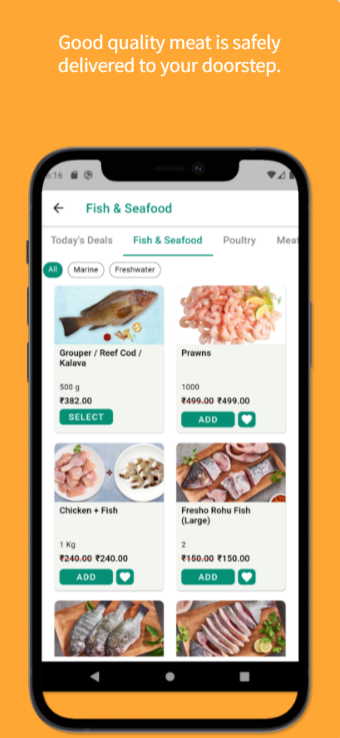 Good quality meat is safely
delivered to your doorstep.
6:16
Fish & Seafood
Today's Deals Fish & Seafood Poultry Meat
All Marine Freshwater
Grouper / Reef Cod /
Kalava
500 g
₹382.00
SELECT
Prawns
1000
₹499.00 ₹499.00
ADD
Chicken + Fish
1 Kg
₹240.00 ₹240.00
ADD
Fresho Rohu Fish
(Large)
2
₹150.00 ₹150.00
ADD